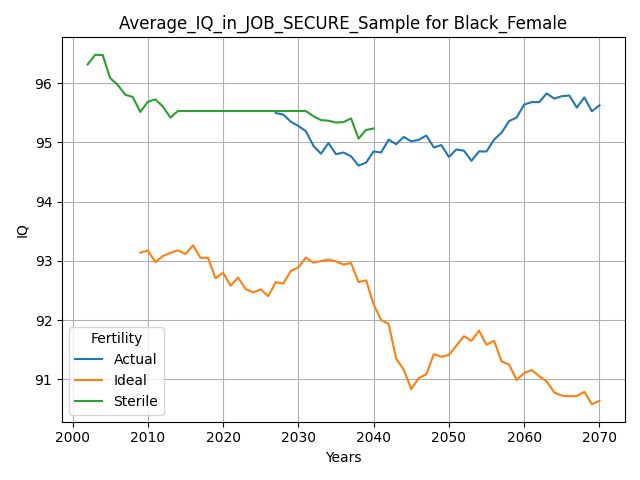 Average_IQ_in_JOB_SECURE_Sample for Black_Female
IQ
96
95
94
93
92
91
Fertility
Actual
Ideal
Sterile
2000 2010 2020 2030 2040 2050 2060 2070
Years